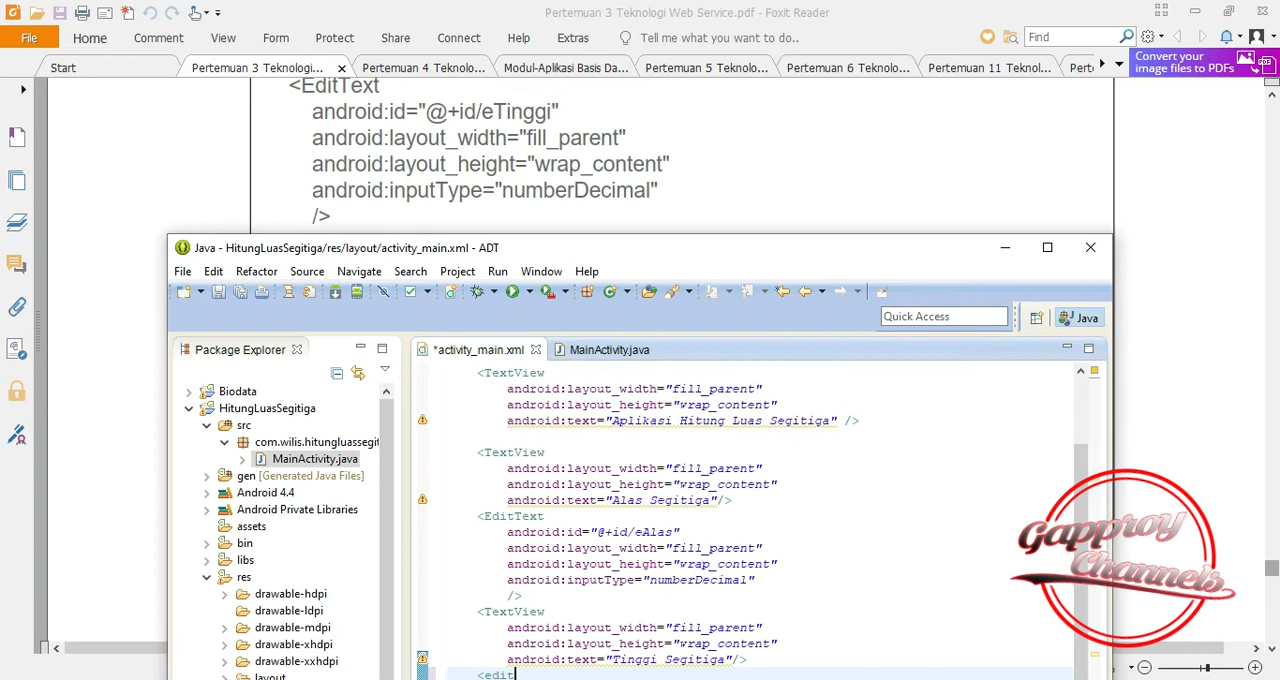 Pertemuan 3 Teknologi Web Service.pdf - Foxit Reader
File Home Comment View Form Protect Share Connect Help Extras Tell me what you want to do.. Find
Start Pertemuan 3 Teknologi... Pertemuan 4 Te... Modul-Aplikasi Basis Da... Pertemuan 5 Teknolo... Pertemuan 6 Teknolo... Pertemuan 11 Teknol... Perte
Convert your
image files to PDFs
<EditText
android:id="@+id/eTinggi"
android:layout_width="fill_parent"
android:layout_height="wrap_content"
android:inputType="numberDecimal"
/>
Java - HitungLuasSegitiga/res/layout/activity_main.xml - ADT
File Edit Refactor Source Navigate Search Project Run Window Help
Quick Access Java
Package Explorer
Biodata
HitungLuasSegitiga
src
com.wilis.hitungluassegit
MainActivity.java
gen [Generated Java Files]
Android 4.4
Android Private Libraries
assets
bin
libs
res
drawable-hdpi
drawable-ldpi
drawable-mdpi
drawable-xhdpi
drawable-xxhdpi
layout
*activity_main.xml MainActivity.java
<TextView
android:layout_width="fill_parent"
android:layout_height="wrap_content"
android:text="Aplikasi Hitung Luas Segitiga" />
<TextView
android:layout_width="fill_parent"
android:layout_height="wrap_content"
android:text="Alas Segitiga"/>
<EditText
android:id="@+id/eAlas"
android:layout_width="fill_parent"
android:layout_height="wrap_content"
android:inputType="numberDecimal"
/>
<TextView
android:layout_width="fill_parent"
android:layout_height="wrap_content"
android:text="Tinggi Segitiga"/>
<edit
Gapproy
Channels